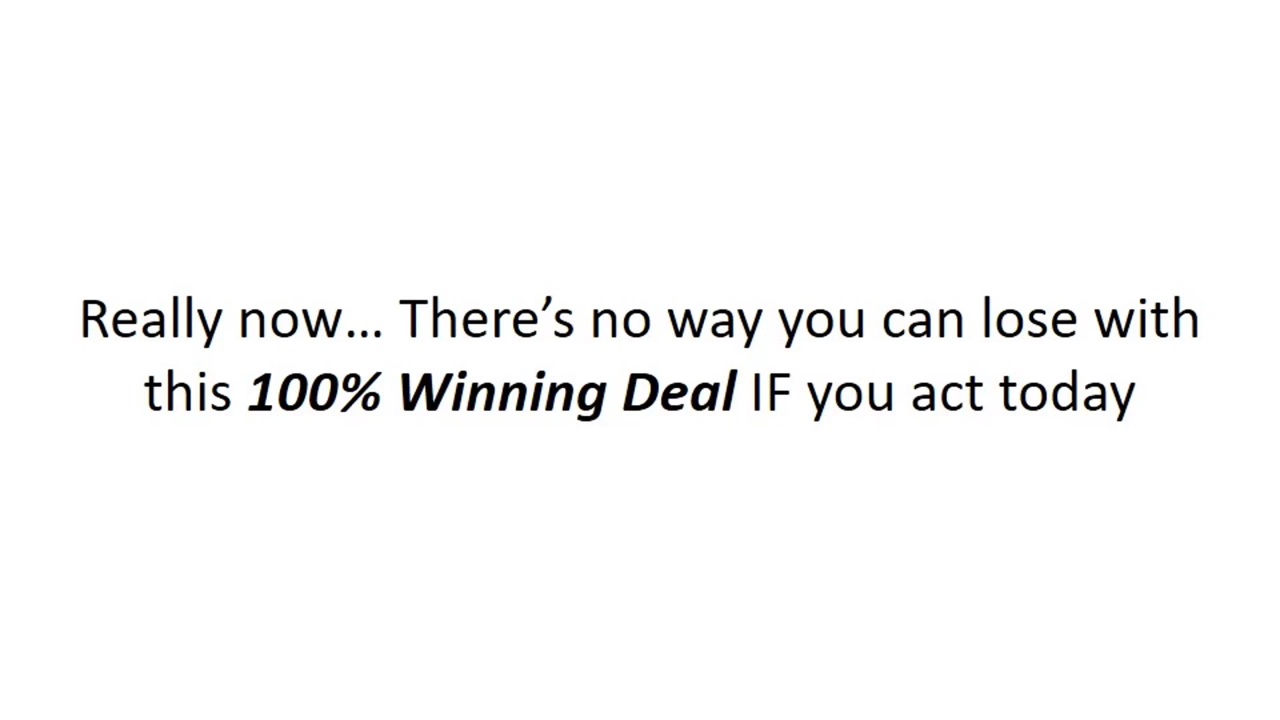 Really now... There’s no way you can lose with
this 100% Winning Deal IF you act today